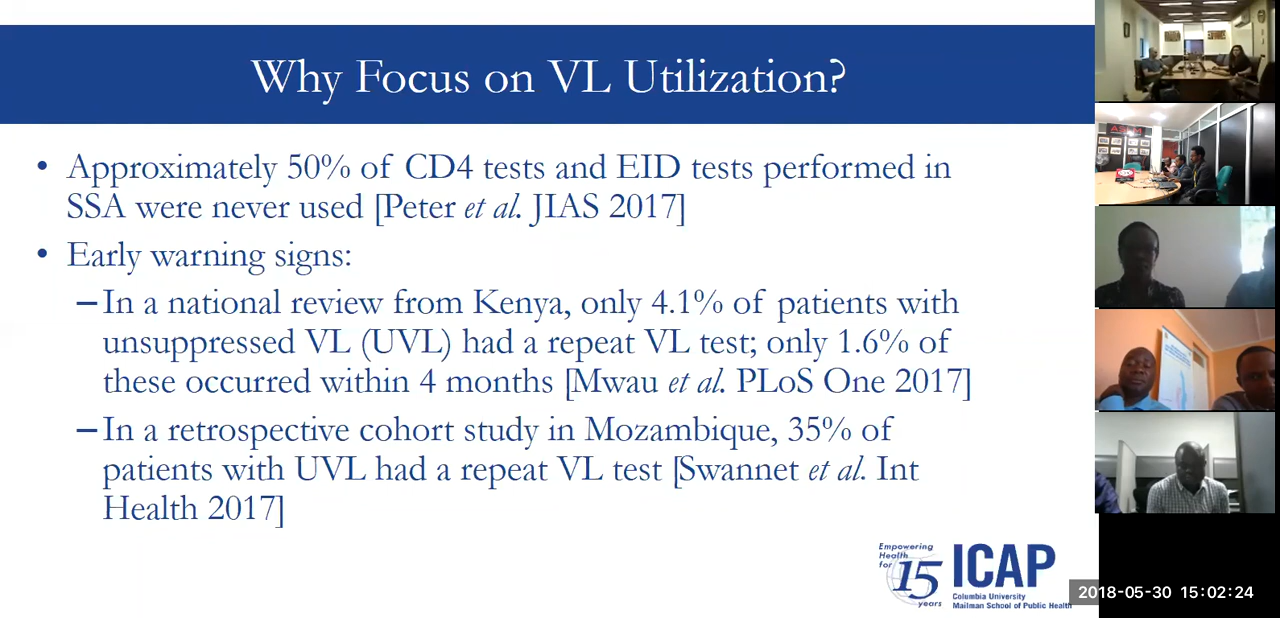 Why Focus on VL Utilization?
• Approximately 50% of CD4 tests and EID tests performed in
SSA were never used [Peter et al. JIAS 2017]
• Early warning signs:
–In a national review from Kenya, only 4.1% of patients with
unsuppressed VL (UVL) had a repeat VL test; only 1.6% of
these occurred within 4 months [Mwau et al. PLoS One 2017]
–In a retrospective cohort study in Mozambique, 35% of
patients with UVL had a repeat VL test [Swannet et al. Int
Health 2017]
Empowering
Health
for
15
years
ICAP
Columbia University
Mailman School of Public Health
2018-05-30 15:02:24